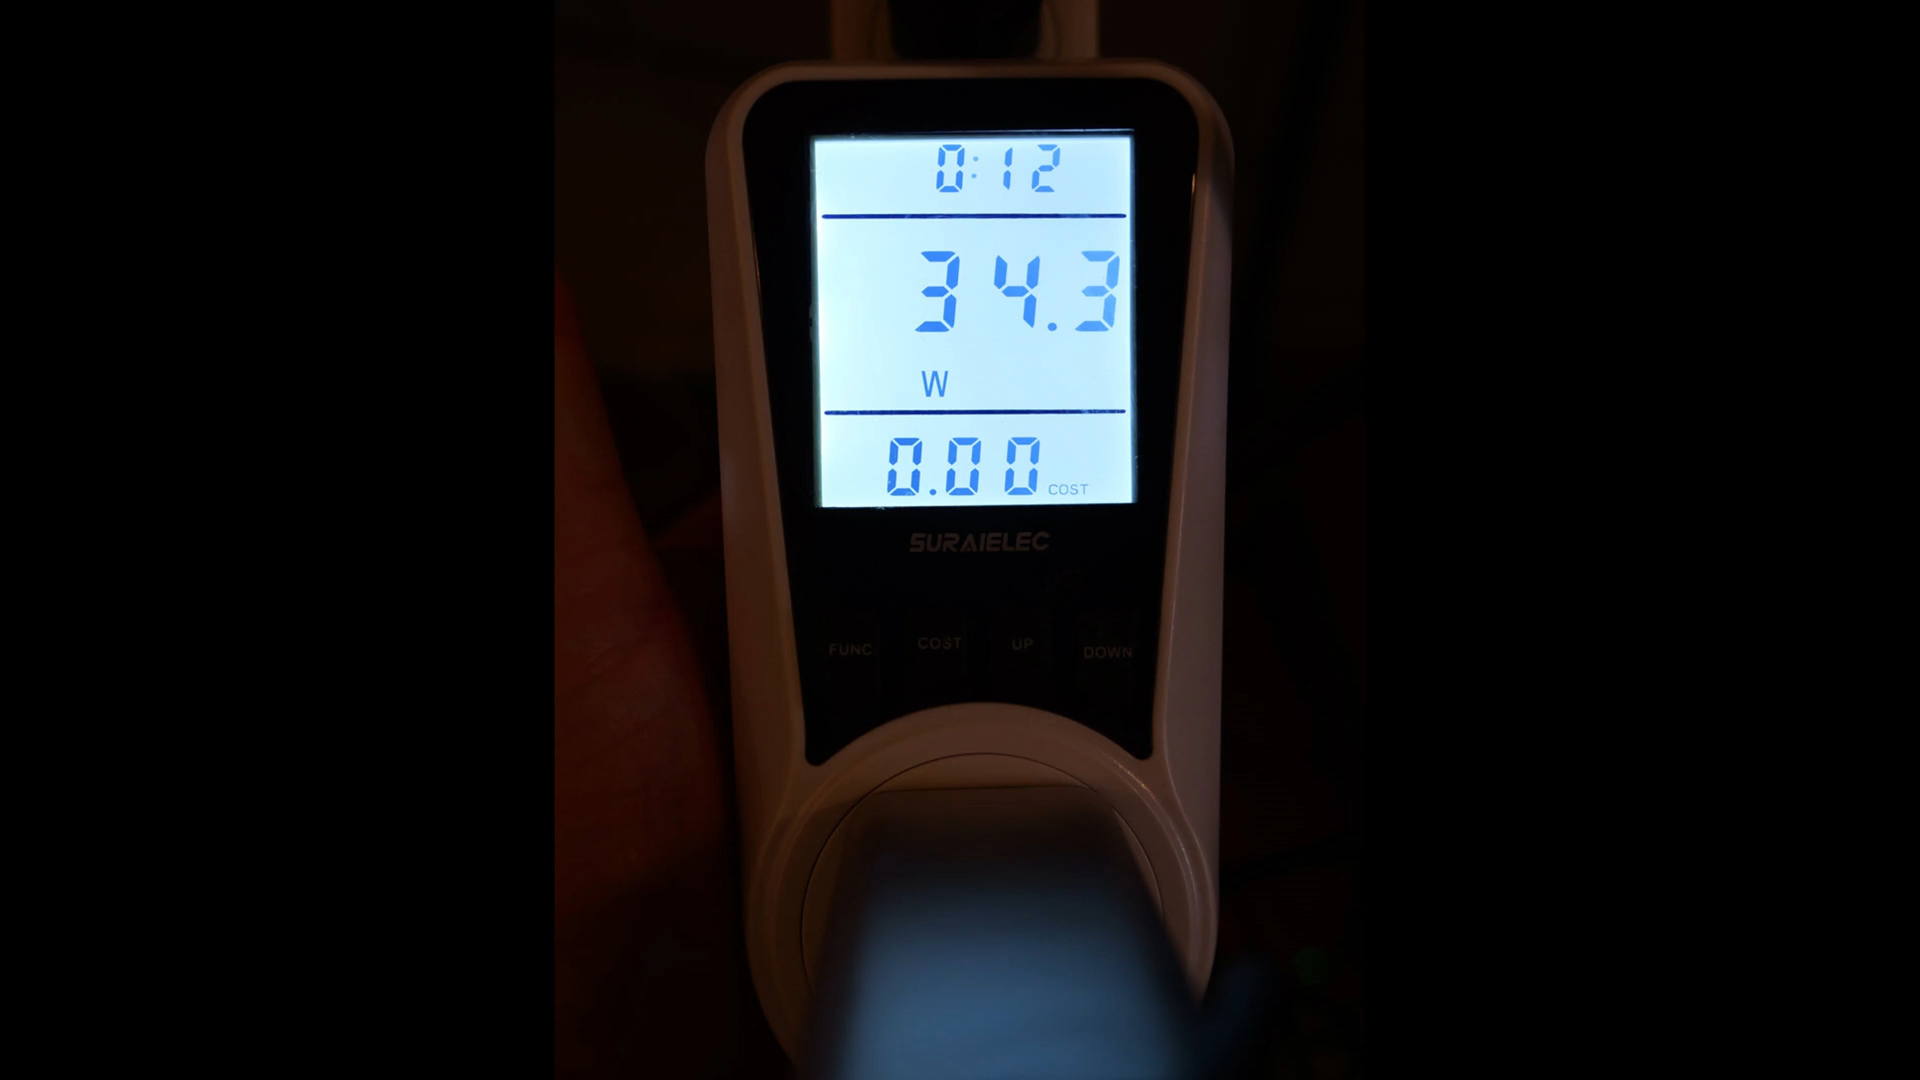 0:12
34.3
W
0.00 COST
SURAIELEC
FUNC COST UP DOWN